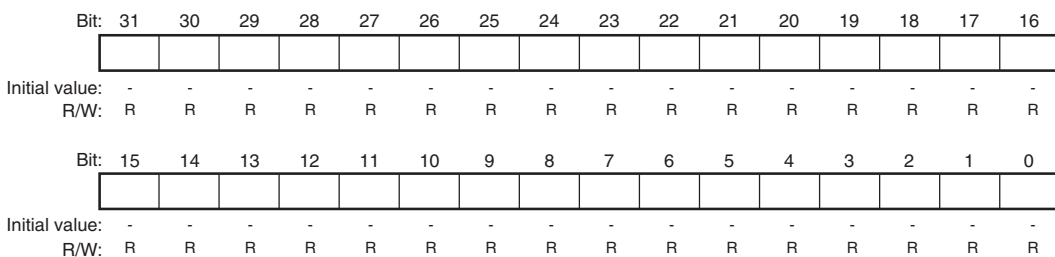 Bit: 31 30 29 28 27 26 25 24 23 22 21 20 19 18 17 16
Initial value: - - - - - - - - - - - - - - - -
R/W: R R R R R R R R R R R R R R R R
Bit: 15 14 13 12 11 10 9 8 7 6 5 4 3 2 1 0
Initial value: - - - - - - - - - - - - - - - -
R/W: R R R R R R R R R R R R R R R R